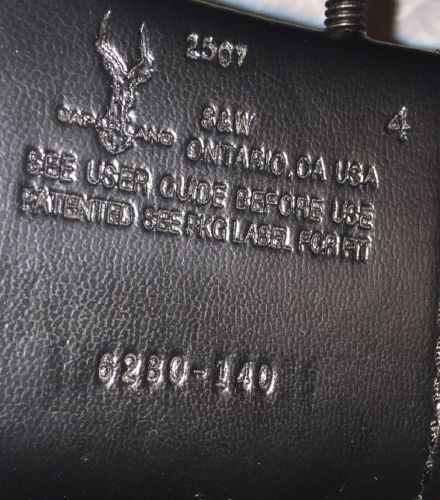 2507
SAFARILAND
S&W
4
ONTARIO, CA USA
SEE USER GUIDE BEFORE USE
PATENTED SEE PKG LABEL FOR FIT
6280-140